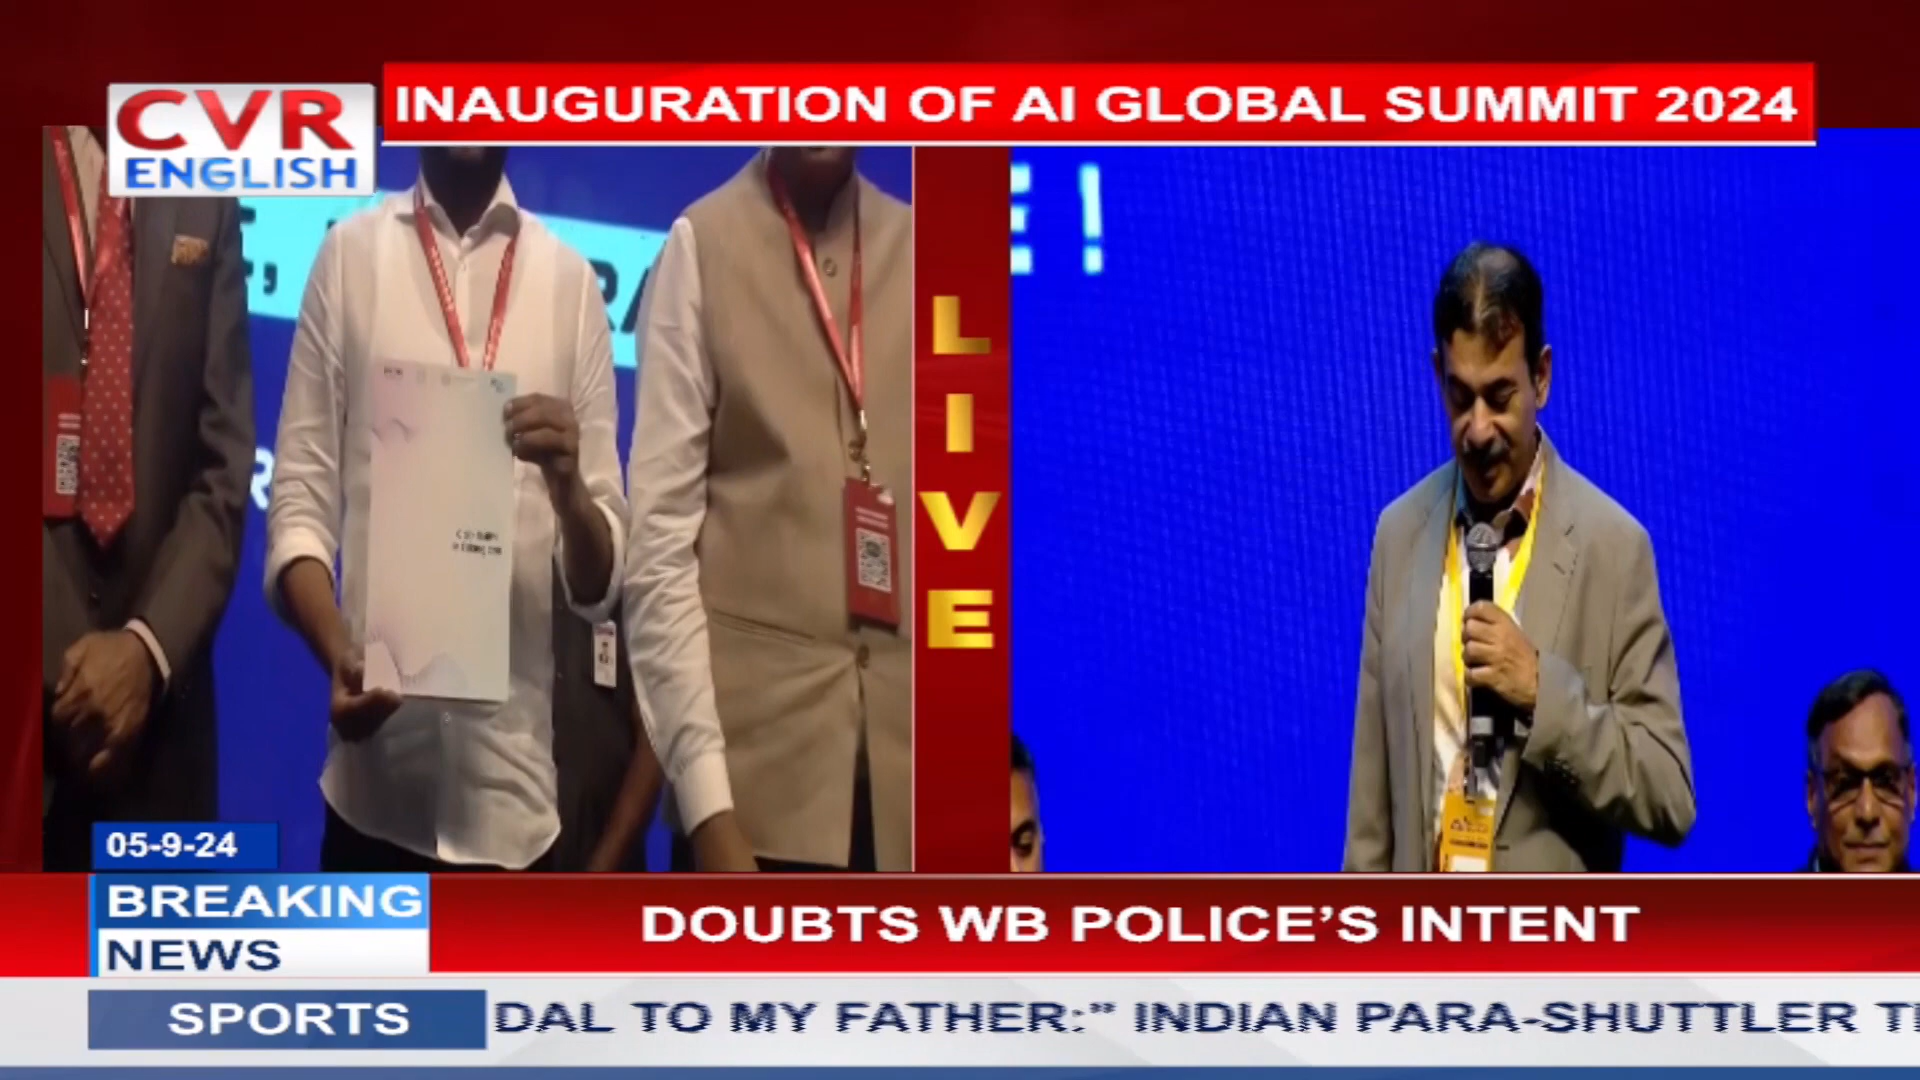 CVR
ENGLISH
INAUGURATION OF AI GLOBAL SUMMIT 2024
E!
LIVE
05-9-24
BREAKING
NEWS
DOUBTS WB POLICE’S INTENT
SPORTS
DAL TO MY FATHER:” INDIAN PARA-SHUTTLER